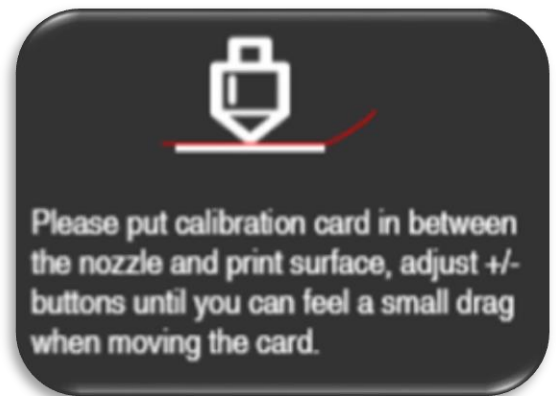 Please put calibration card in between
the nozzle and print surface, adjust +/-
buttons until you can feel a small drag
when moving the card.